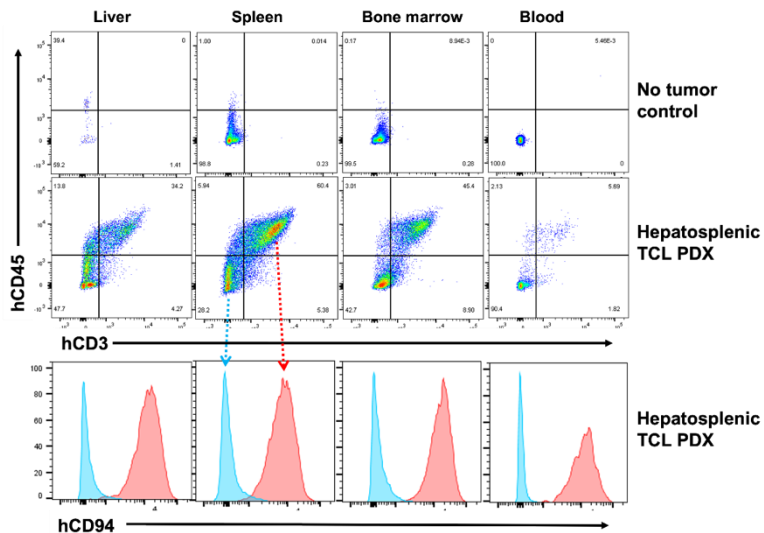 Liver Spleen Bone marrow Blood
39.4 0 1.00 0.014 0.17 8.94E-3 0 5.46E-3
No tumor
control
59.2 1.41 98.8 0.23 99.5 0.28 100.0 0
13.8 34.2 5.94 60.4 3.01 45.4 2.13 5.69
Hepatosplenic
TCL PDX
47.7 4.27 28.2 5.38 42.7 8.90 90.4 1.82
hCD45
hCD3
100
80
60
40
20
0
Hepatosplenic
TCL PDX
hCD94